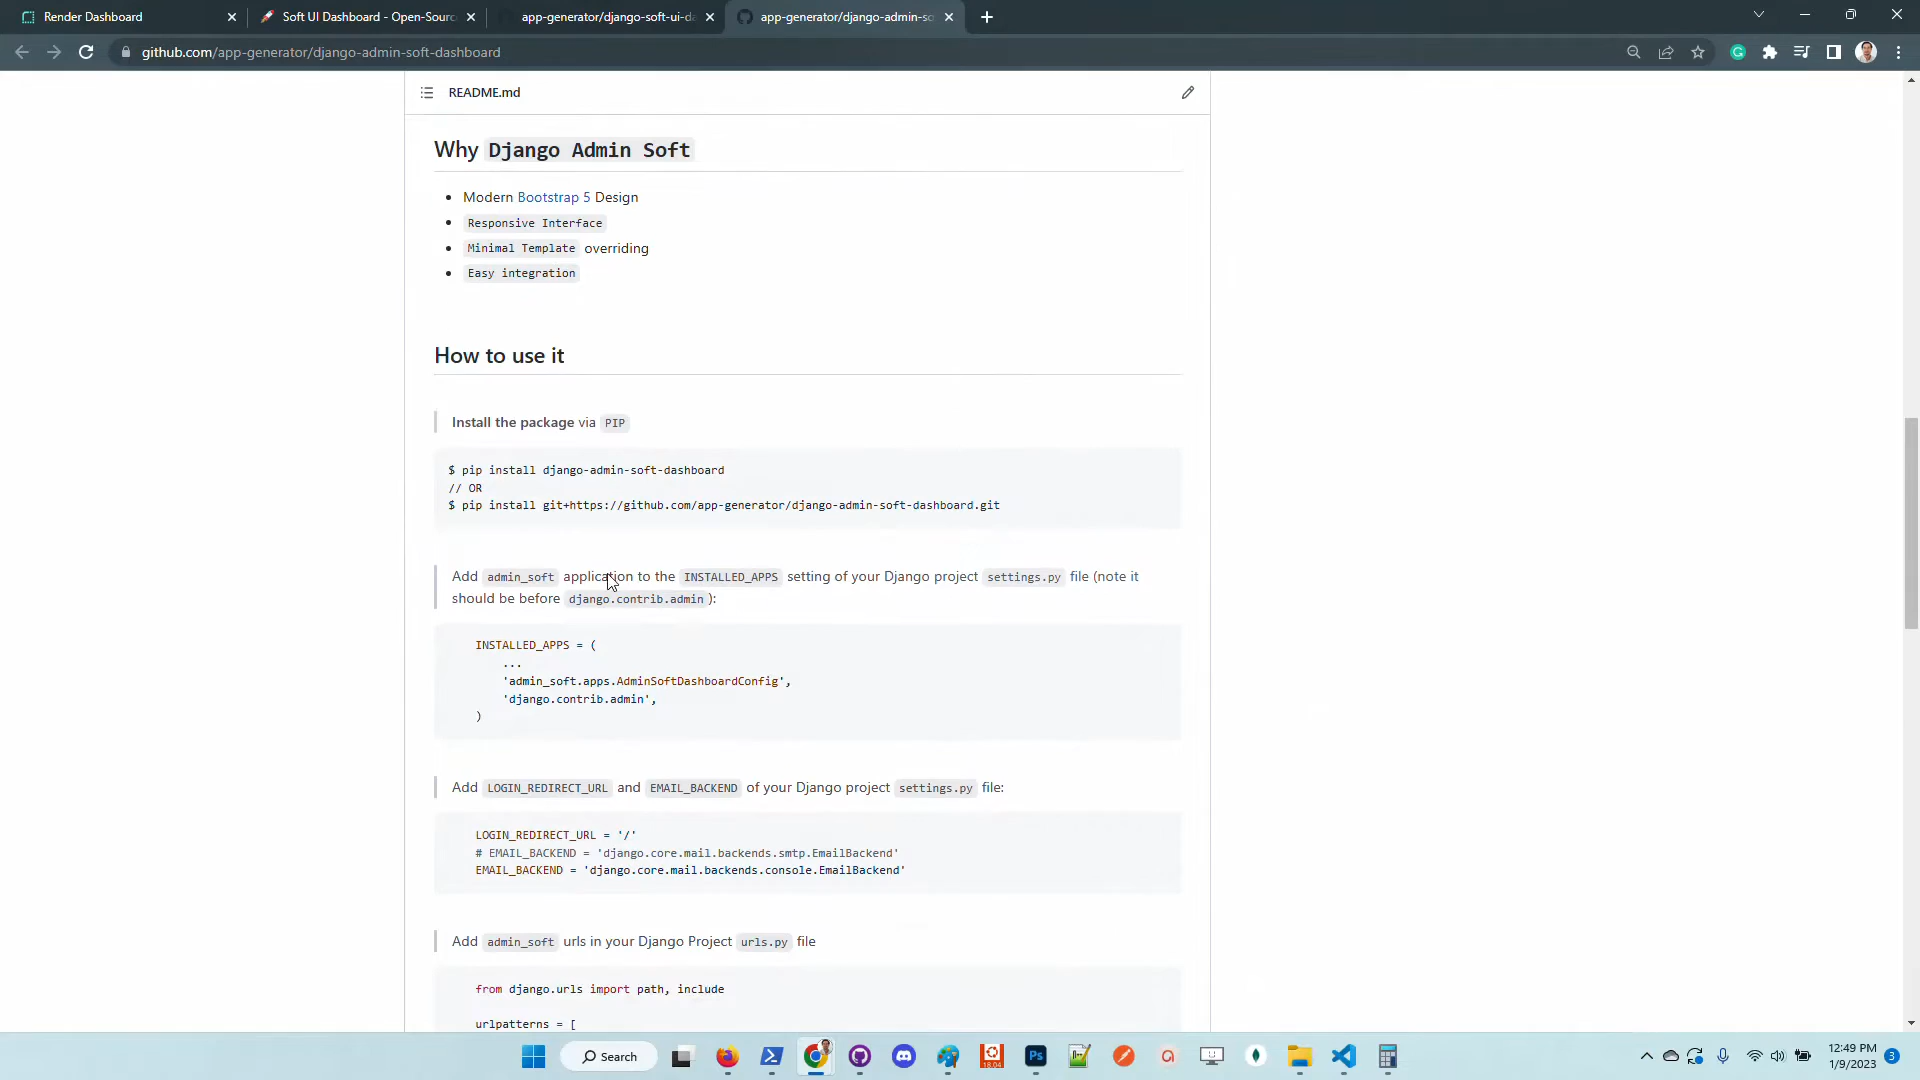 Render Dashboard
Soft UI Dashboard - Open-Sourc
app-generator/django-soft-ui-da
app-generator/django-admin-so
github.com/app-generator/django-admin-soft-dashboard
README.md
Why Django Admin Soft
• Modern Bootstrap 5 Design
• Responsive Interface
• Minimal Template overriding
• Easy integration
How to use it
Install the package via PIP
$ pip install django-admin-soft-dashboard
// OR
$ pip install git+https://github.com/app-generator/django-admin-soft-dashboard.git
Add admin_soft application to the INSTALLED_APPS setting of your Django project settings.py file (note it
should be before django.contrib.admin ):
INSTALLED_APPS = (
...
'admin_soft.apps.AdminSoftDashboardConfig',
'django.contrib.admin',
)
Add LOGIN_REDIRECT_URL and EMAIL_BACKEND of your Django project settings.py file:
LOGIN_REDIRECT_URL = '/'
# EMAIL_BACKEND = 'django.core.mail.backends.smtp.EmailBackend'
EMAIL_BACKEND = 'django.core.mail.backends.console.EmailBackend'
Add admin_soft urls in your Django Project urls.py file
from django.urls import path, include
urlpatterns = [
Search
Ps
18.04
12:49 PM
1/9/2023
3